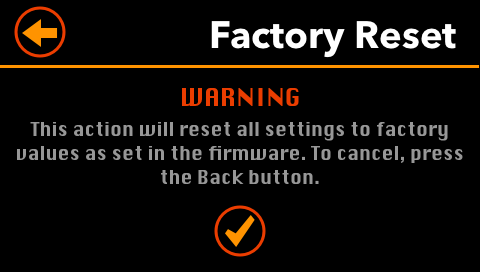 Factory Reset
WARNING
This action will reset all settings to factory
values as set in the firmware. To cancel, press
the Back button.